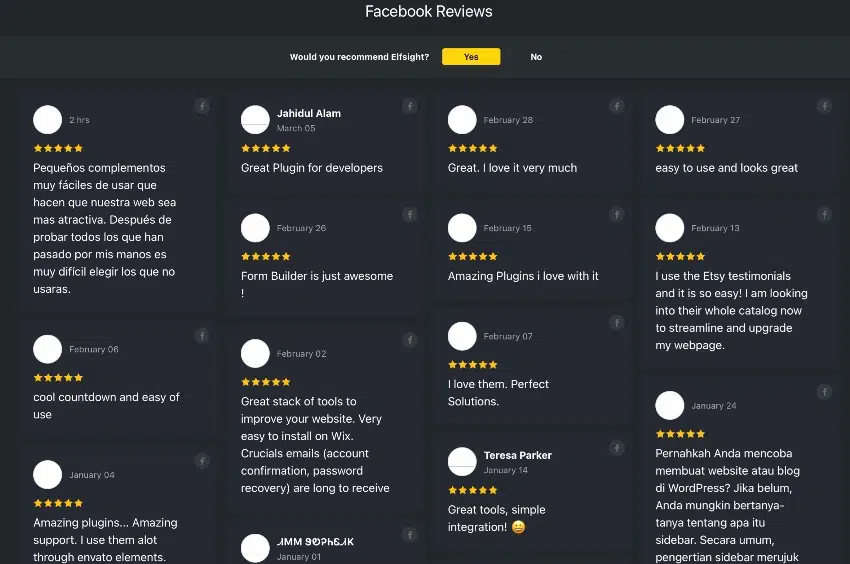 Facebook Reviews
Would you recommend Elfsight?
Yes
No
2 hrs
Pequeños complementos
muy fáciles de usar que
hacen que nuestra web sea
mas atractiva. Después de
probar todos los que han
pasado por mis manos es
muy difícil elegir los que no
usaras.
February 06
cool countdown and easy of
use
January 04
Amazing plugins... Amazing
support. I use them alot
through envato elements.
Jahidul Alam
March 05
Great Plugin for developers
February 26
Form Builder is just awesome
!
February 02
Great stack of tools to
improve your website. Very
easy to install on Wix.
Crucials emails (account
confirmation, password
recovery) are long to receive
January 01
February 28
Great. I love it very much
February 15
Amazing Plugins i love with it
February 07
I love them. Perfect
Solutions.
Teresa Parker
January 14
Great tools, simple
integration! 😄
February 27
easy to use and looks great
February 13
I use the Etsy testimonials
and it is so easy! I am looking
into their whole catalog now
to streamline and upgrade
my webpage.
January 24
Pernahkah Anda mencoba
membuat website atau blog
di WordPress? Jika belum,
Anda mungkin bertanya-
tanya tentang apa itu
sidebar. Secara umum,
pengertian sidebar merujuk